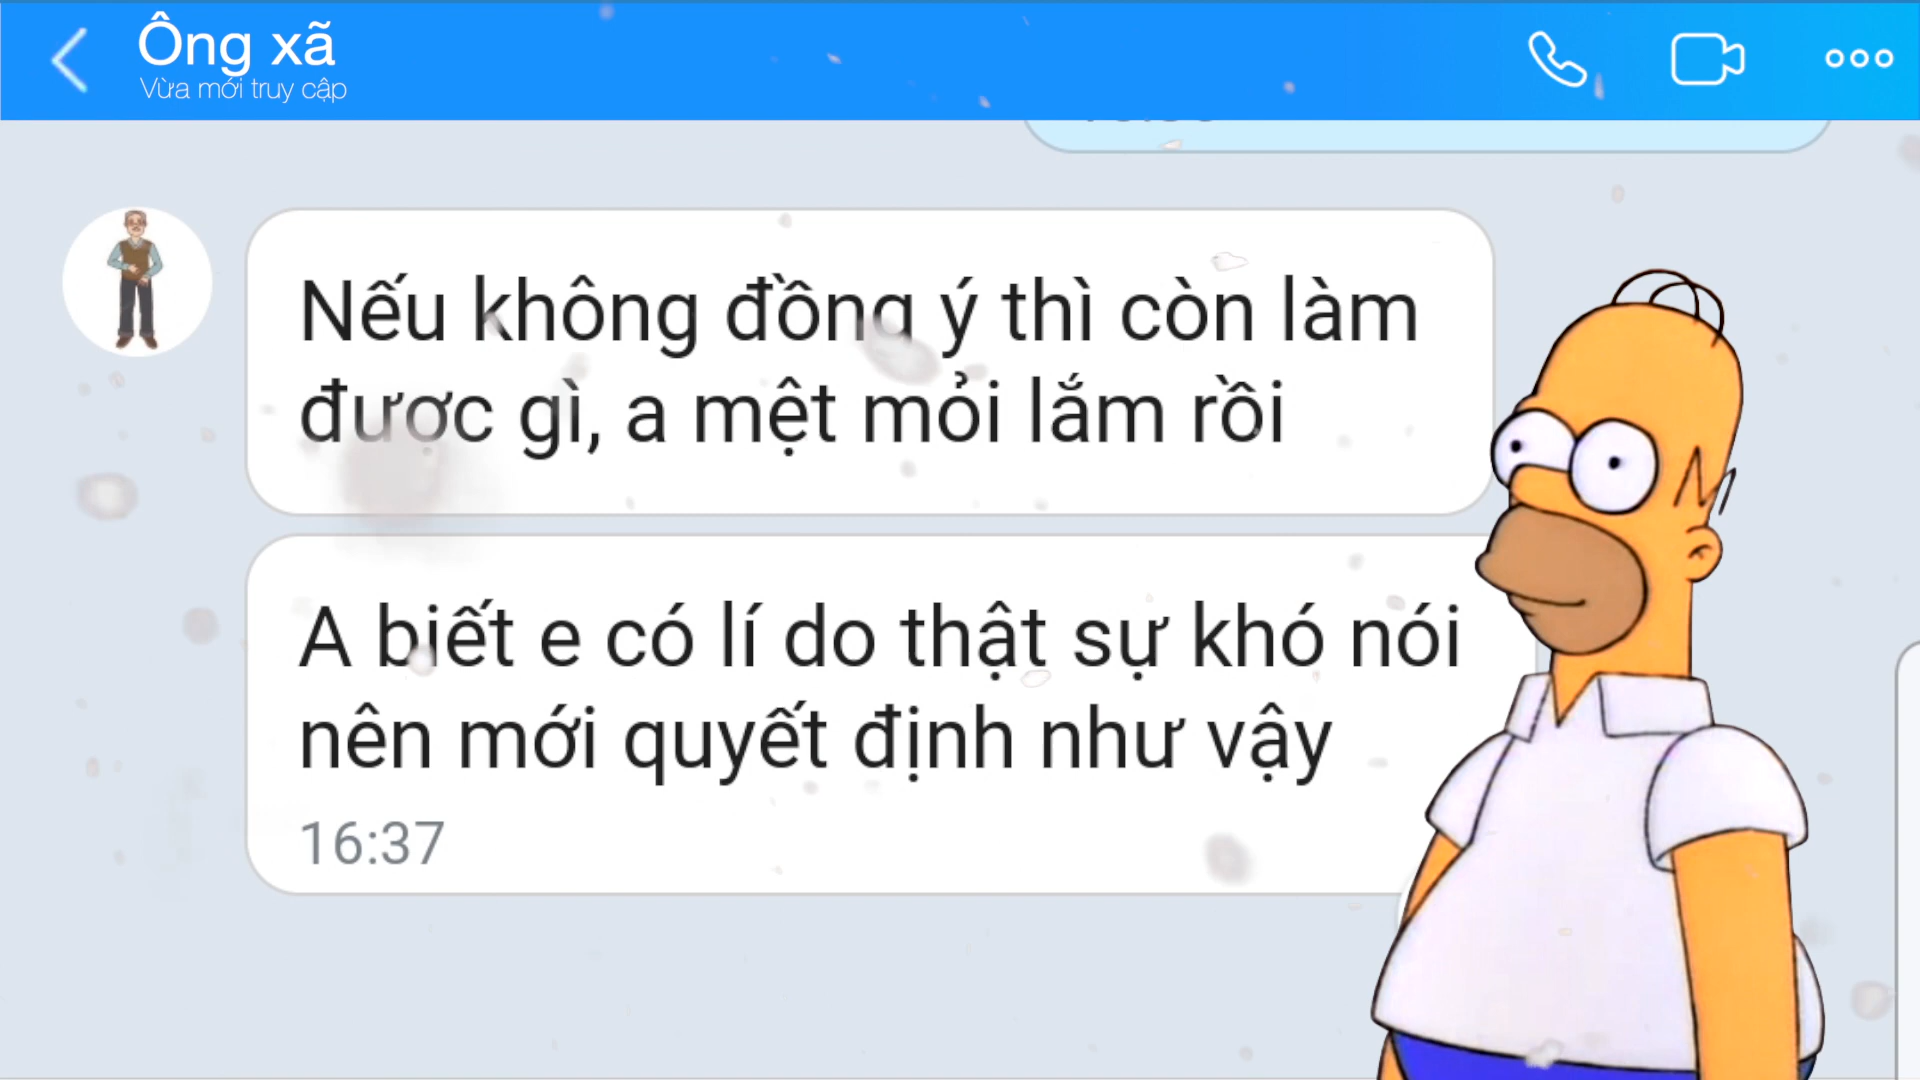 Ông xã
Vừa mới truy cập
Nếu không đồng ý thì còn làm
được gì, a mệt mỏi lắm rồi
A biết e có lí do thật sự khó nói
nên mới quyết định như vậy
16:37